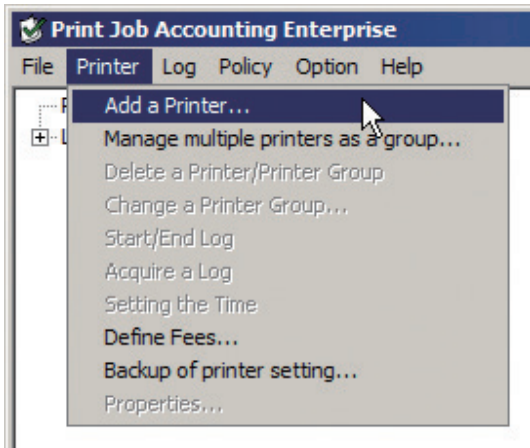 Print Job Accounting Enterprise
File Printer Log Policy Option Help
Add a Printer...
Manage multiple printers as a group...
Delete a Printer/Printer Group
Change a Printer Group...
Start/End Log
Acquire a Log
Setting the Time
Define Fees...
Backup of printer setting...
Properties...